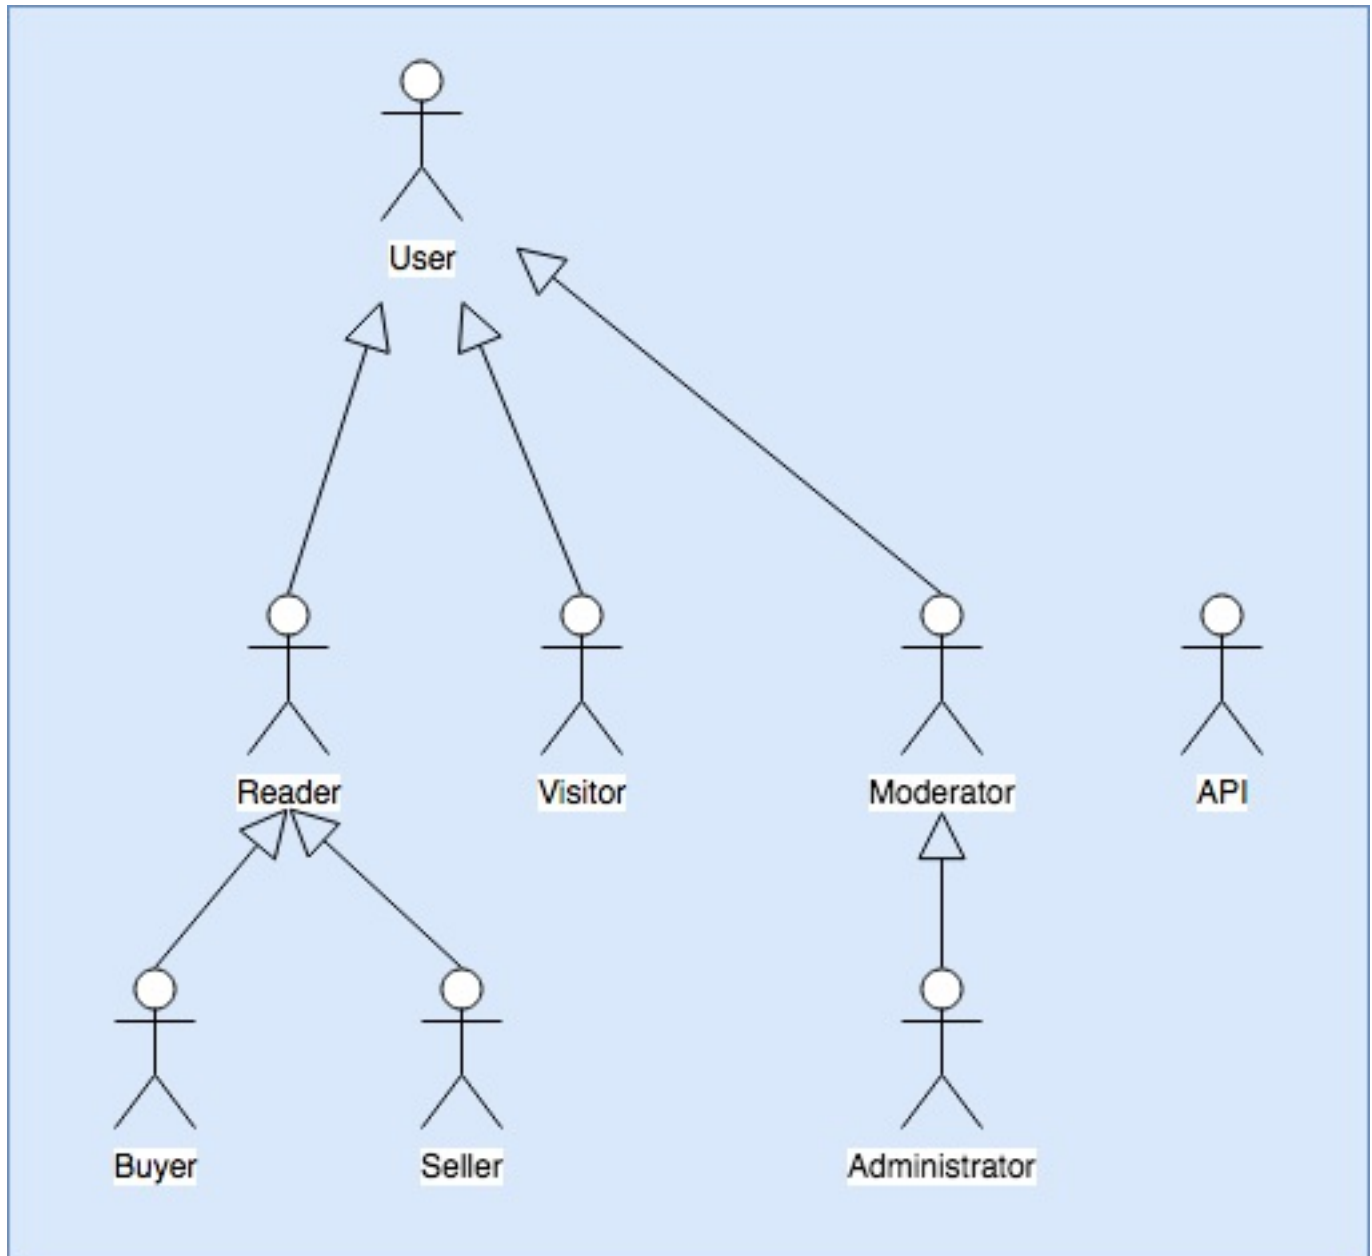 User
Reader
Visitor
Moderator
API
Buyer
Seller
Administrator